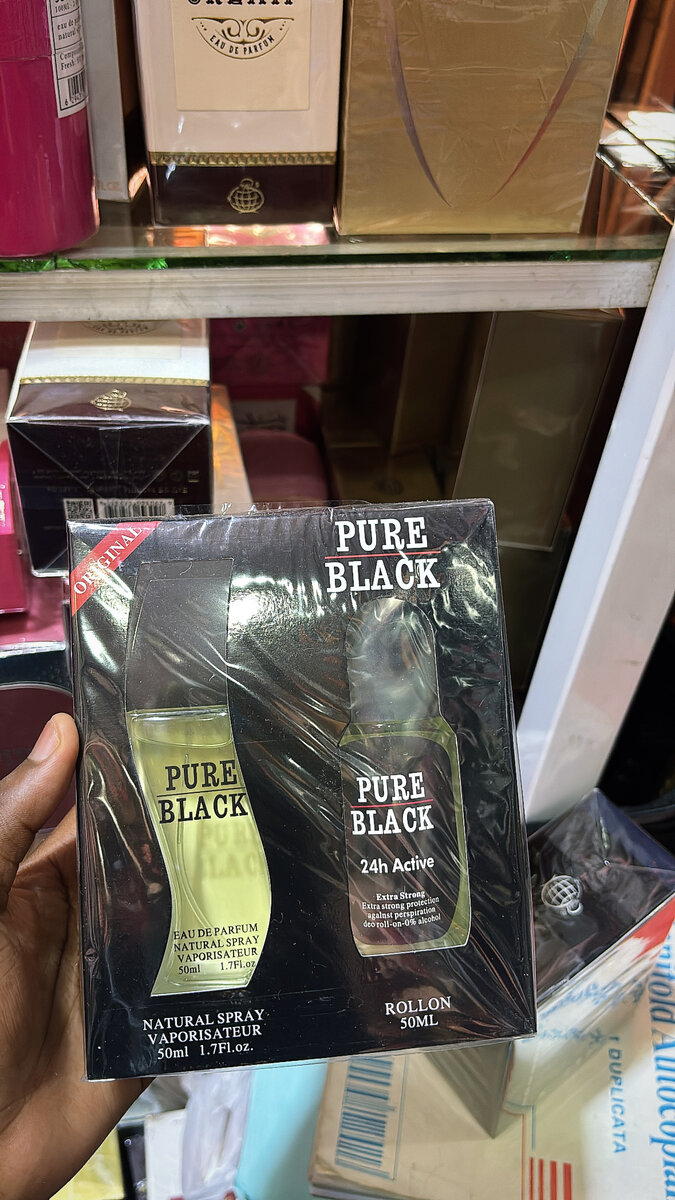 EAU DE PARFUM
ORIGINAL
PURE
BLACK
PURE
BLACK
EAU DE PARFUM
NATURAL SPRAY
VAPORISATEUR
50ml 1.7Fl.oz.
PURE
BLACK
24h Active
Extra Strong
Extra strong protection
against perspiration
deo roll-on-0% alcohol
NATURAL SPRAY
VAPORISATEUR
50ml 1.7Fl.oz.
ROLLON
50ML
DUPLICATA